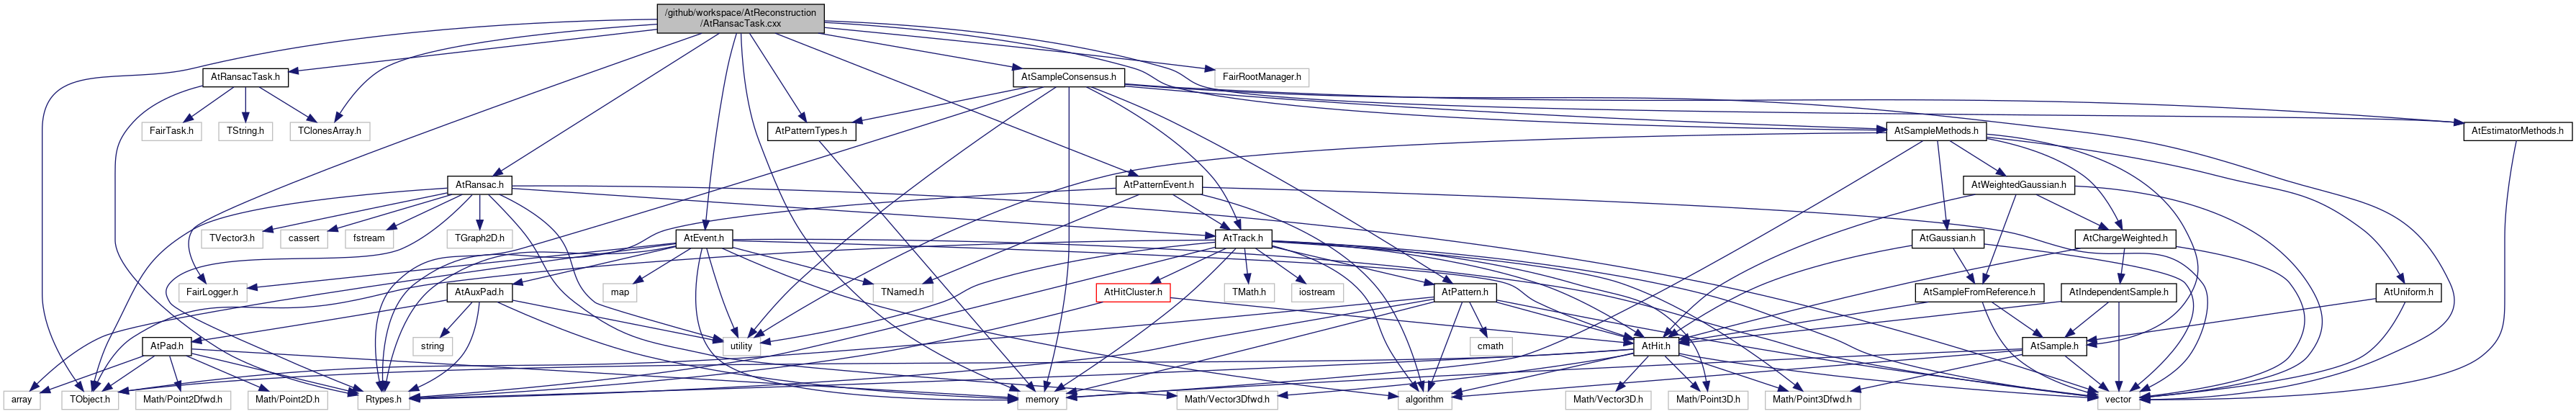 /github/workspace/AtReconstruction
/AtRansacTask.cxx
AtRansacTask.h
AtSampleConsensus.h
FairRootManager.h
FairTask.h
TString.h
TClonesArray.h
AtPatternTypes.h
AtSampleMethods.h
AtEstimatorMethods.h
AtRansac.h
AtPatternEvent.h
AtWeightedGaussian.h
TVector3.h
cassert
fstream
TGraph2D.h
AtEvent.h
AtTrack.h
AtGaussian.h
AtChargeWeighted.h
FairLogger.h
AtAuxPad.h
map
TNamed.h
AtHitCluster.h
TMath.h
iostream
AtPattern.h
AtSampleFromReference.h
AtIndependentSample.h
AtUniform.h
AtPad.h
string
utility
cmath
AtHit.h
AtSample.h
array
TObject.h
Math/Point2Dfwd.h
Math/Point2D.h
Rtypes.h
memory
Math/Vector3Dfwd.h
algorithm
Math/Vector3D.h
Math/Point3D.h
Math/Point3Dfwd.h
vector